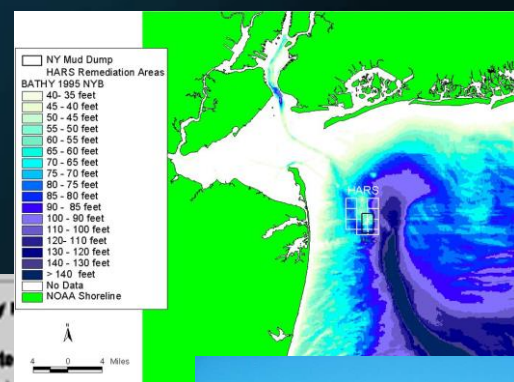 NY Mud Dump
HARS Remediation Areas
BATHY 1995 NYB
40- 35 feet
45 - 40 feet
50 - 45 feet
55 - 50 feet
60 - 55 feet
65 - 60 feet
70 - 65 feet
75 - 70 feet
80 - 75 feet
85 - 80 feet
90 - 85 feet
100 - 90 feet
110 - 100 feet
120- 110 feet
130 - 120 feet
140 - 130 feet
> 140 feet
No Data
NOAA Shoreline
HARS
N
4 0 4 Miles